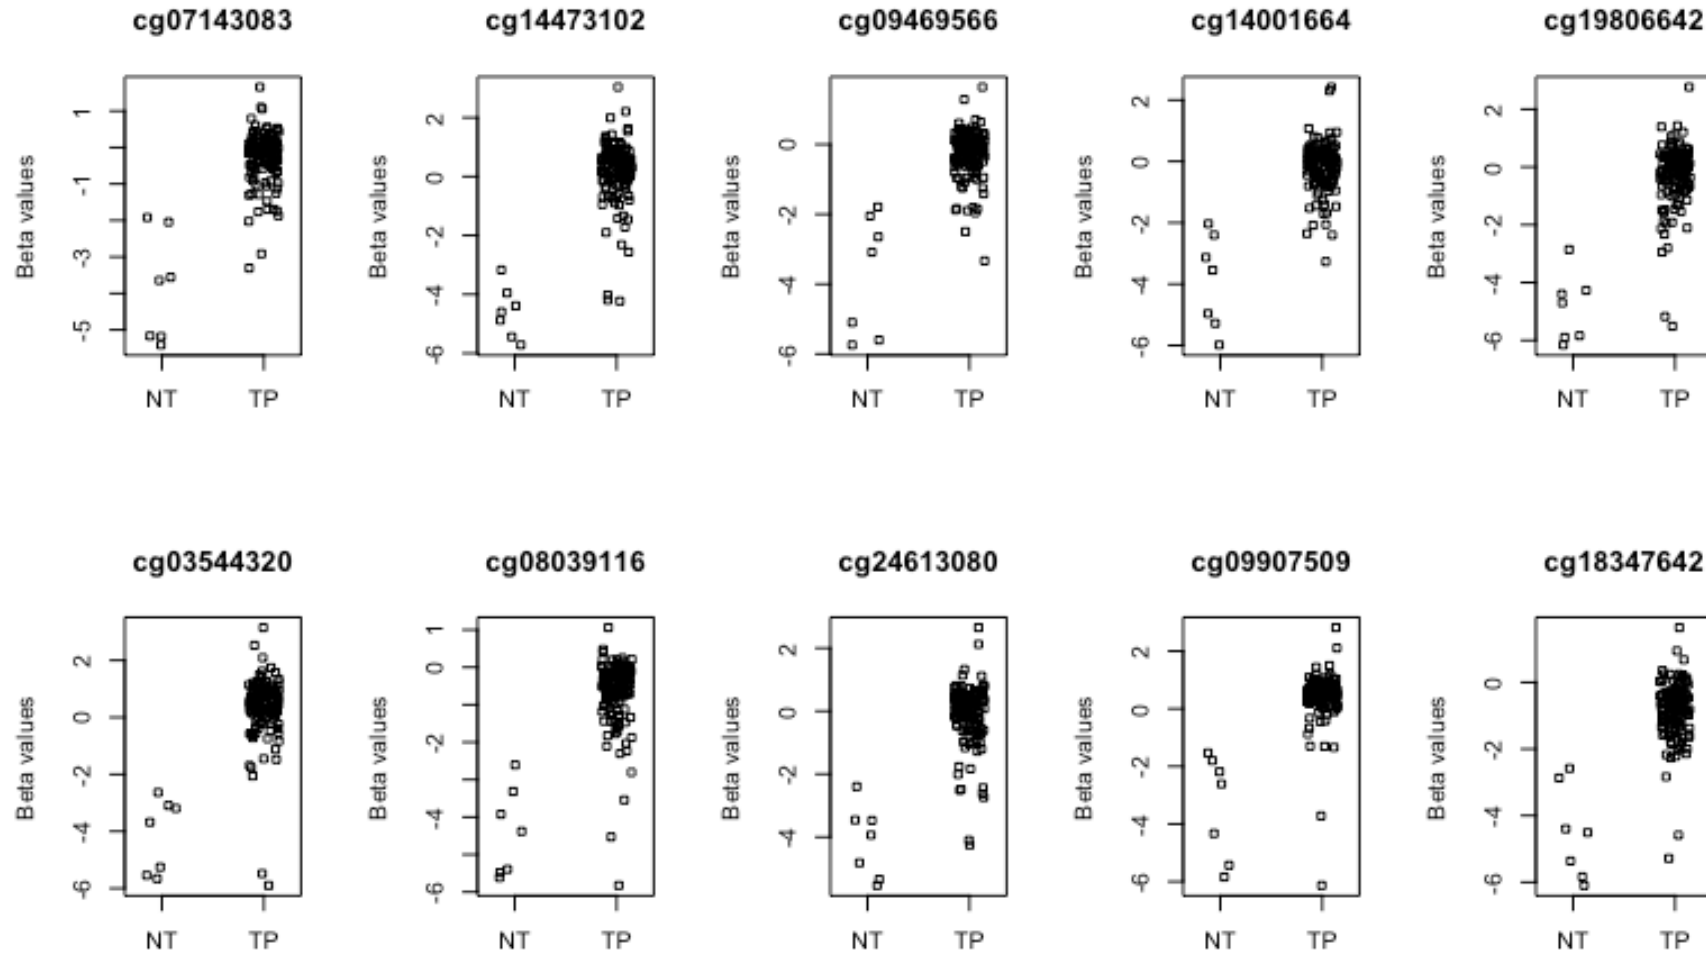 cg07143083 cg14473102 cg09469566 cg14001664 cg19806642
Beta values Beta values Beta values Beta values Beta values
1 -1 -3 -5
2 0 -2 -4 -6
0 -2 -4 -6
2 0 -2 -4 -6
2 0 -2 -4 -6
NT TP NT TP NT TP NT TP NT TP
cg03544320 cg08039116 cg24613080 cg09907509 cg18347642
Beta values Beta values Beta values Beta values Beta values
2 0 -2 -4 -6
1 0 -2 -4 -6
2 0 -2 -4
2 0 -2 -4 -6
0 -2 -4 -6
NT TP NT TP NT TP NT TP NT TP